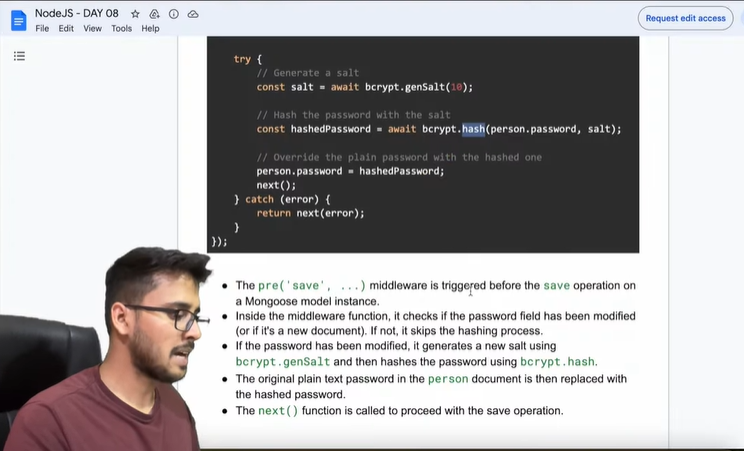 NodeJS - DAY 08
File Edit View Tools Help
Request edit access
try {
// Generate a salt
const salt = await bcrypt.genSalt(10);
// Hash the password with the salt
const hashedPassword = await bcrypt.hash(person.password, salt);
// Override the plain password with the hashed one
person.password = hashedPassword;
next();
} catch (error) {
return next(error);
}
});
● The pre('save', ...) middleware is triggered before the save operation on
a Mongoose model instance.
● Inside the middleware function, it checks if the password field has been modified
(or if it's a new document). If not, it skips the hashing process.
● If the password has been modified, it generates a new salt using
bcrypt.genSalt and then hashes the password using bcrypt.hash.
● The original plain text password in the person document is then replaced with
the hashed password.
● The next() function is called to proceed with the save operation.